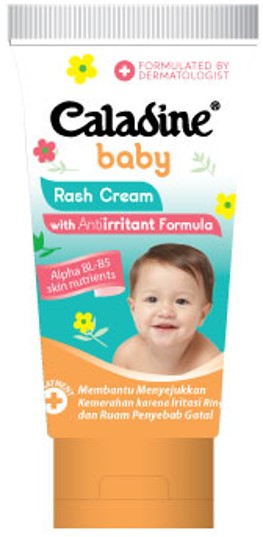 FORMULATED BY
DERMATOLOGIST
Caladine®
baby
Rash Cream
with Antiirritant Formula
Alpha BL-B5
skin nutrients
Membantu Menyejukkan
Kemerahan karena Iritasi
dan Ruam Penyebab Gatal